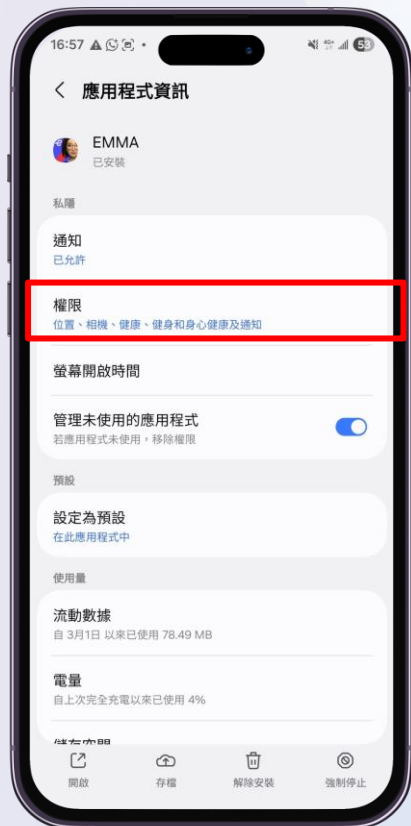 16:57
53
應用程式資訊
EMMA
已安裝
私隱
通知
已允許
權限
位置、相機、健康、健身和身心健康及通知
螢幕開啟時間
管理未使用的應用程式
若應用程式未使用，移除權限
預設
設定為預設
在此應用程式中
使用量
流動數據
自 3月1日 以來已使用 78.49 MB
電量
自上次完全充電以來已使用 4%
儲存空間
開啟
存檔
解除安裝
強制停止